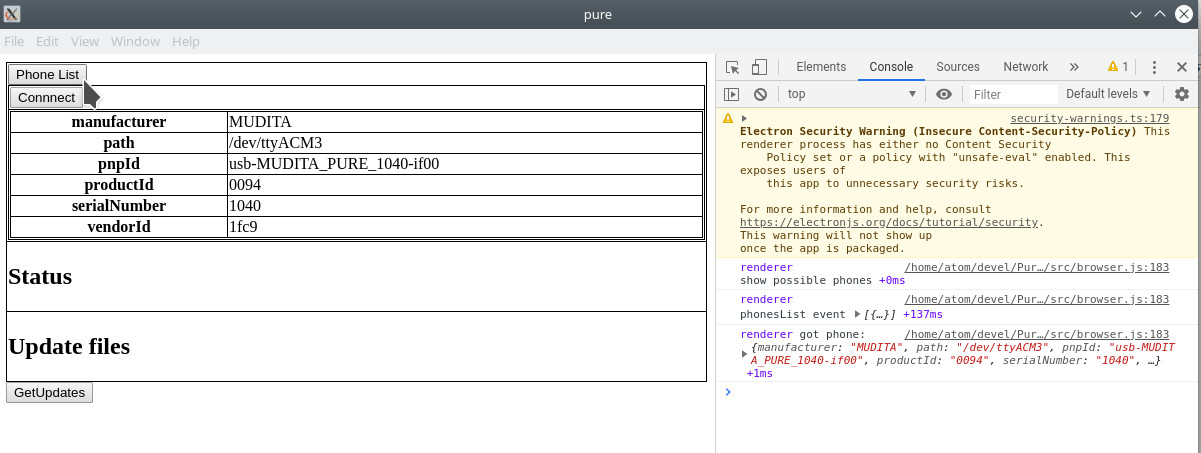 pure
File Edit View Window Help
Phone List
Connnect
manufacturer MUDITA
path /dev/ttyACM3
pnpId usb-MUDITA_PURE_1040-if00
productId 0094
serialNumber 1040
vendorId 1fc9
Status
Update files
GetUpdates
Elements Console Sources Network » 1
top Filter Default levels ▼
security-warnings.ts:179
Electron Security Warning (Insecure Content-Security-Policy) This
renderer process has either no Content Security
Policy set or a policy with "unsafe-eval" enabled. This
exposes users of
this app to unnecessary security risks.
For more information and help, consult
https://electronjs.org/docs/tutorial/security.
This warning will not show up
once the app is packaged.
renderer /home/atom/devel/Pur…/src/browser.js:183
show possible phones +0ms
renderer /home/atom/devel/Pur…/src/browser.js:183
phonesList event ▶[{…}] +137ms
renderer got phone: /home/atom/devel/Pur…/src/browser.js:183
{manufacturer: "MUDITA", path: "/dev/ttyACM3", pnpId: "usb-MUDIT
A_PURE_1040-if00", productId: "0094", serialNumber: "1040", …}
+1ms